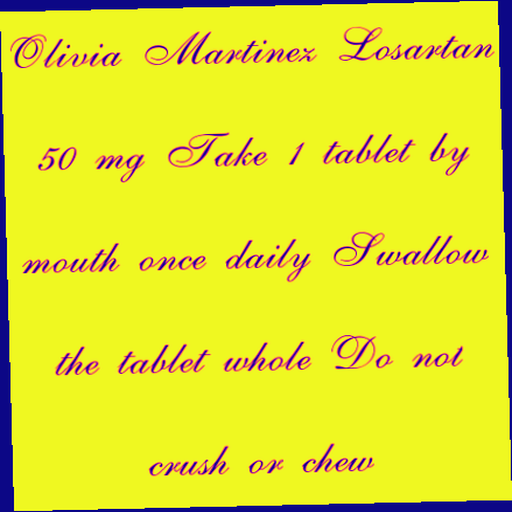 Olivia Martinez Losartan
50 mg Take 1 tablet by
mouth once daily Swallow
the tablet whole Do not
crush or chew